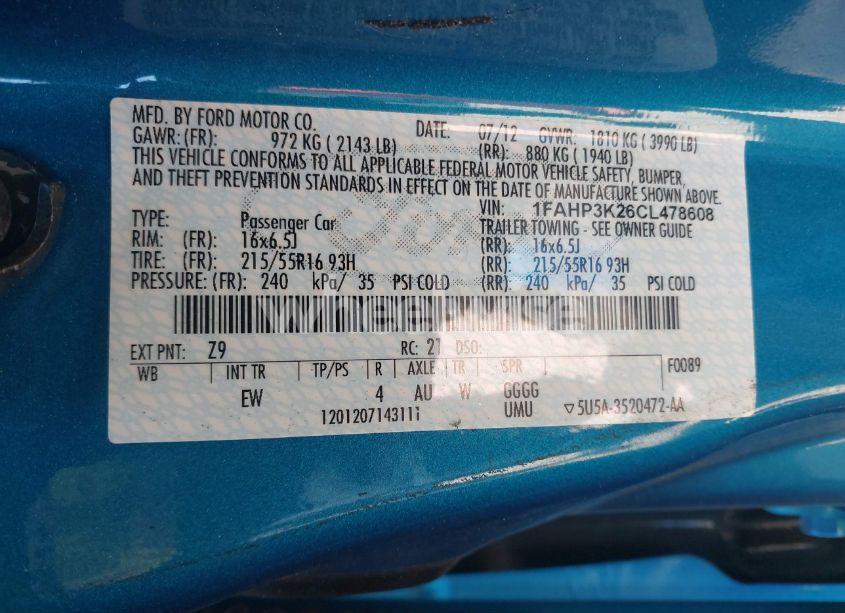 MFD. BY FORD MOTOR CO. DATE: 07/12 GVWR: 1810 KG ( 3990 LB)
GAWR: (FR): 972 KG ( 2143 LB) (RR): 880 KG ( 1940 LB)
THIS VEHICLE CONFORMS TO ALL APPLICABLE FEDERAL MOTOR VEHICLE SAFETY, BUMPER,
AND THEFT PREVENTION STANDARDS IN EFFECT ON THE DATE OF MANUFACTURE SHOWN ABOVE.
VIN: 1FAHP3K26CL478608
TYPE: Passenger Car TRAILER TOWING - SEE OWNER GUIDE
RIM: (FR): 16x6.5J (RR): 16x6.5J
TIRE: (FR): 215/55R16 93H (RR): 215/55R16 93H
PRESSURE: (FR): 240 kPa/ 35 PSI COLD (RR): 240 kPa/ 35 PSI COLD
EXT PNT: Z9 RC: 21 DSO:
WB INT TR TP/PS R AXLE TR SPR F0089
EW 4 AU W GGGG
120120714311i UMU ▽5U5A-3520472-AA